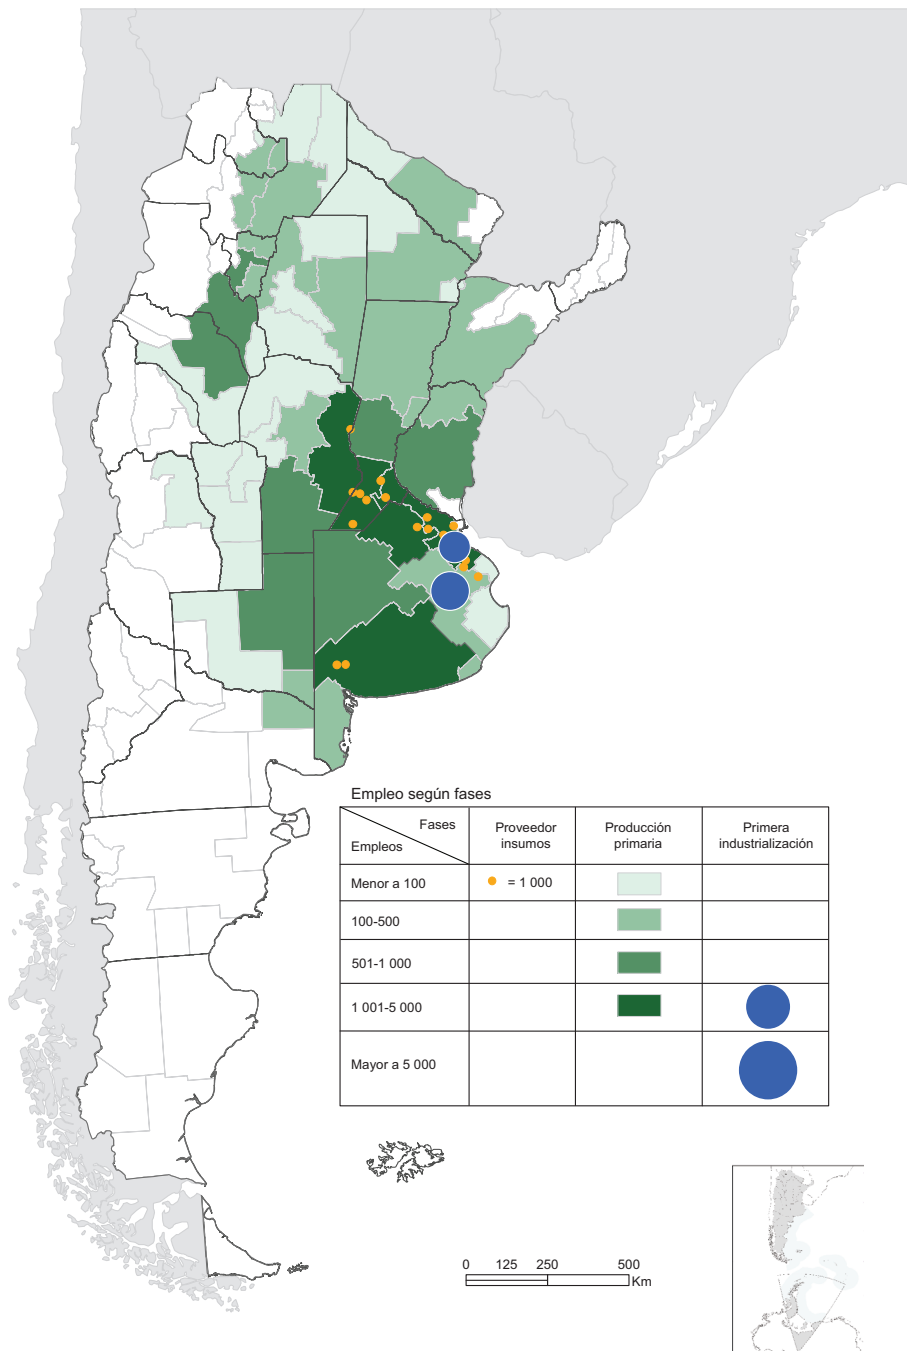 Empleo según fases
Fases
Empleos
Proveedor
insumos
Producción
primaria
Primera
industrialización
Menor a 100
= 1 000
100-500
501-1 000
1 001-5 000
Mayor a 5 000
0 125 250 500
Km